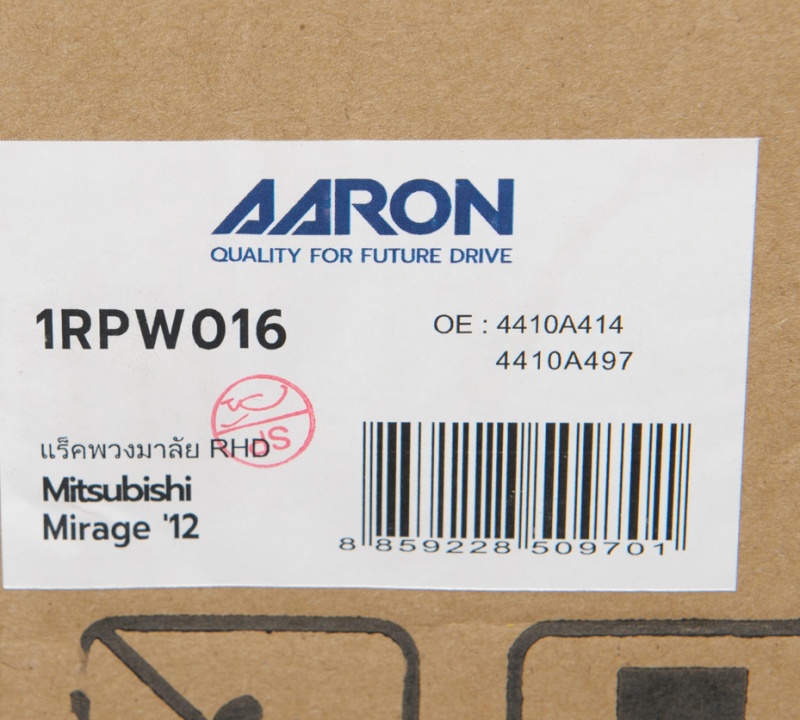 AARON
QUALITY FOR FUTURE DRIVE
1RPW016
OE : 4410A414
4410A497
แร็คพวงมาลัย RHD
Mitsubishi
Mirage '12
8 859228 509701